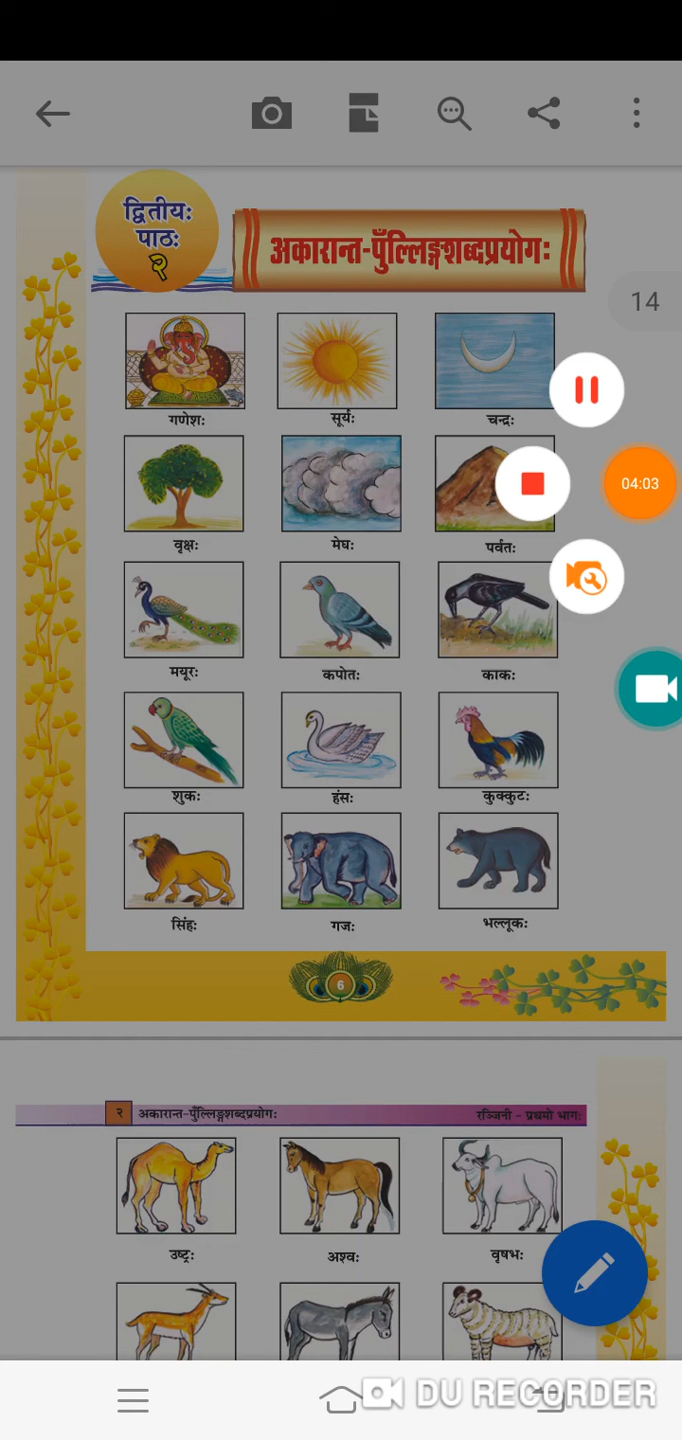 द्वितीयः
पाठः
२
अकारान्त-पुँल्लिङ्गशब्दप्रयोगः
14
गणेशः सूर्यः चन्द्रः
04:03
वृक्षः मेघः पर्वतः
मयूरः कपोतः काकः
शुकः हंसः कुक्कुटः
सिंहः गजः भल्लूकः
6
२ अकारान्त-पुँल्लिङ्गशब्दप्रयोगः रञ्जिनी - प्रथमो भागः
उष्ट्रः अश्वः वृषभः
DU RECORDER